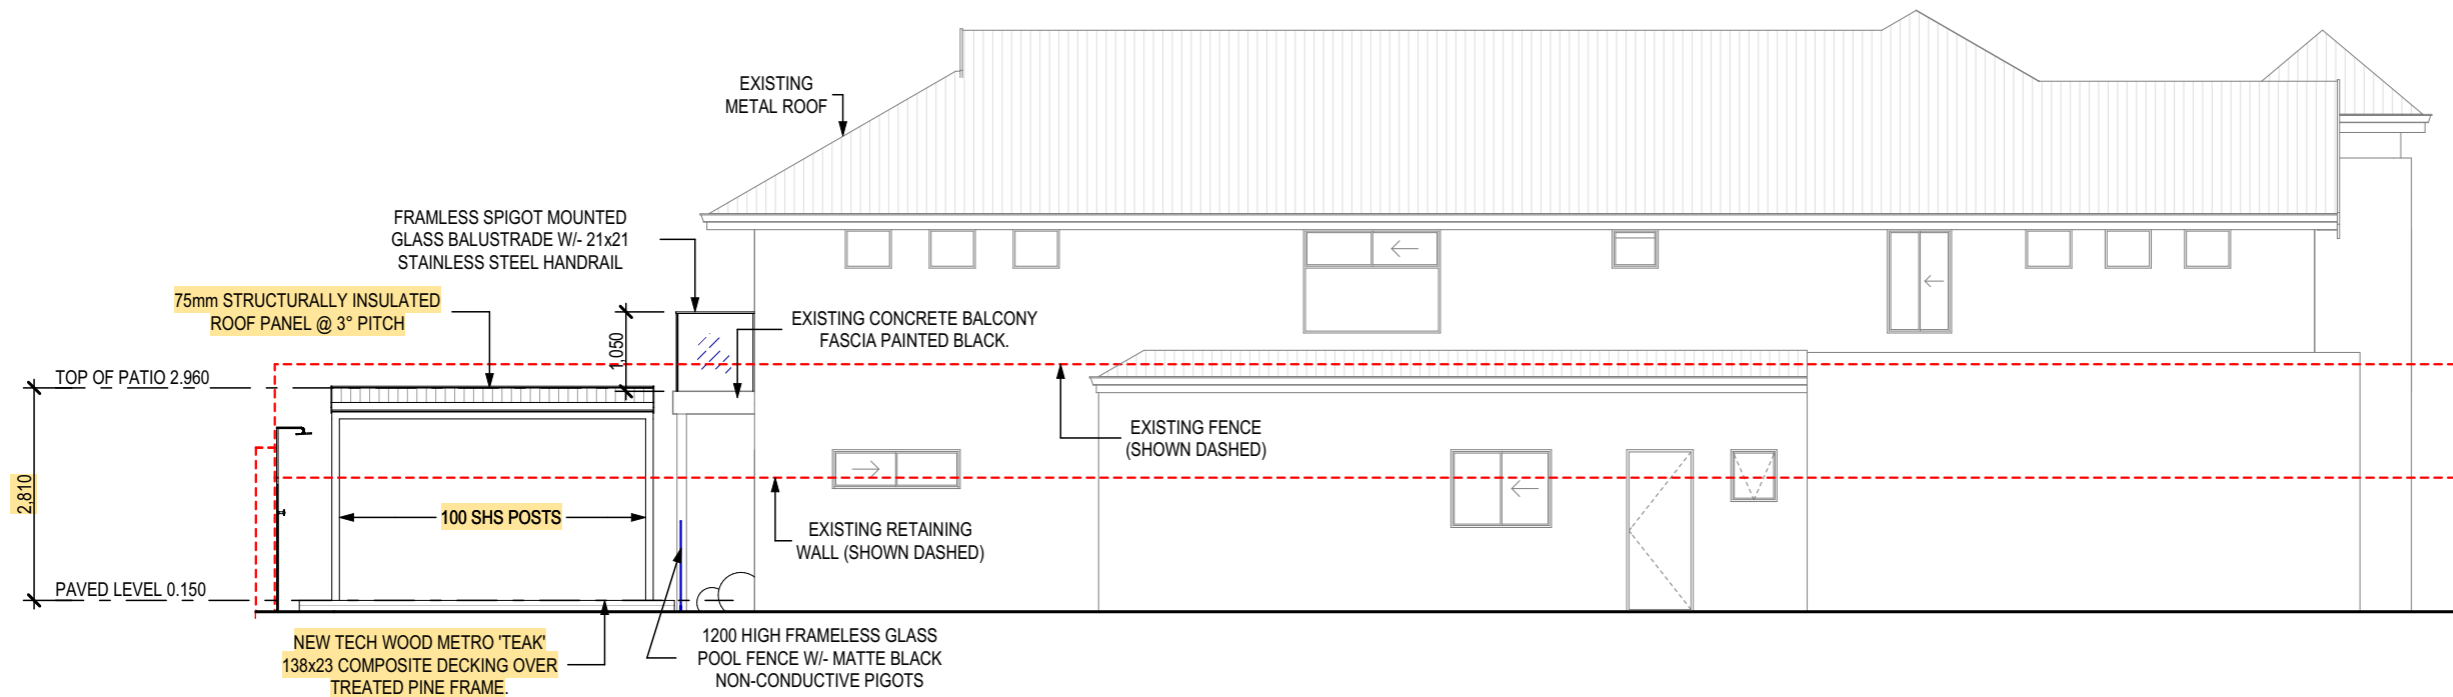 EXISTING
METAL ROOF
FRAMLESS SPIGOT MOUNTED
GLASS BALUSTRADE W/- 21x21
STAINLESS STEEL HANDRAIL
75mm STRUCTURALLY INSULATED
ROOF PANEL @ 3° PITCH
EXISTING CONCRETE BALCONY
FASCIA PAINTED BLACK.
1,050
TOP OF PATIO 2.960
EXISTING FENCE
(SHOWN DASHED)
2,810
100 SHS POSTS
EXISTING RETAINING
WALL (SHOWN DASHED)
PAVED LEVEL 0.150
NEW TECH WOOD METRO 'TEAK'
138x23 COMPOSITE DECKING OVER
TREATED PINE FRAME.
1200 HIGH FRAMELESS GLASS
POOL FENCE W/- MATTE BLACK
NON-CONDUCTIVE PIGOTS